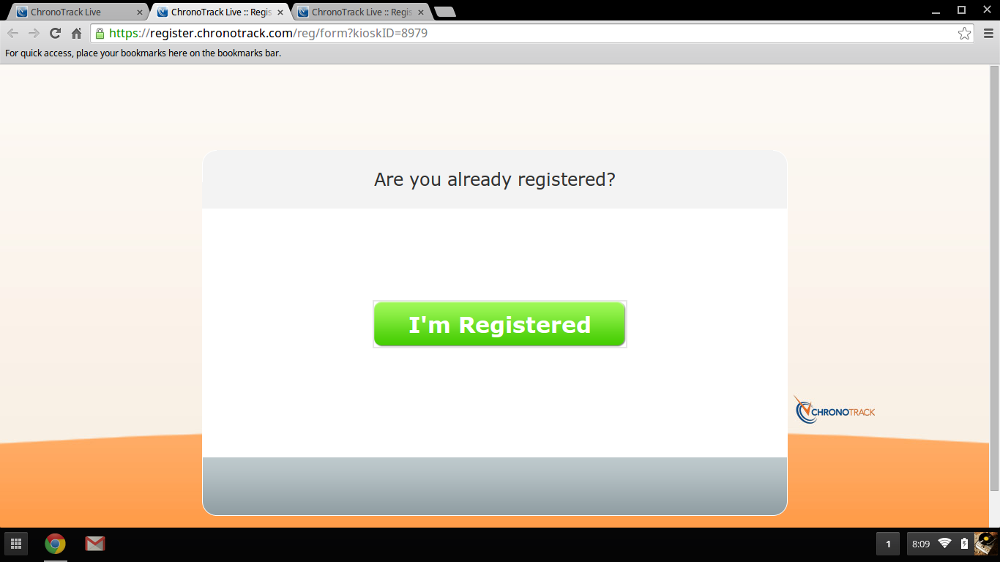 ChronoTrack Live
ChronoTrack Live :: Regis
ChronoTrack Live :: Regis
https://register.chronotrack.com/reg/form?kioskID=8979
For quick access, place your bookmarks here on the bookmarks bar.
Are you already registered?
I'm Registered
CHRONOTRACK
1
8:09